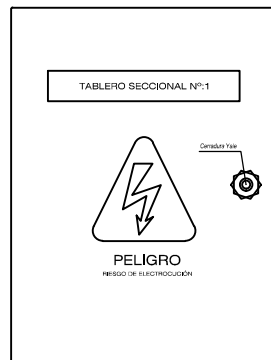 TABLERO SECCIONAL Nº:1
Cerradura Yale
PELIGRO
RIESGO DE ELECTROCUCIÓN